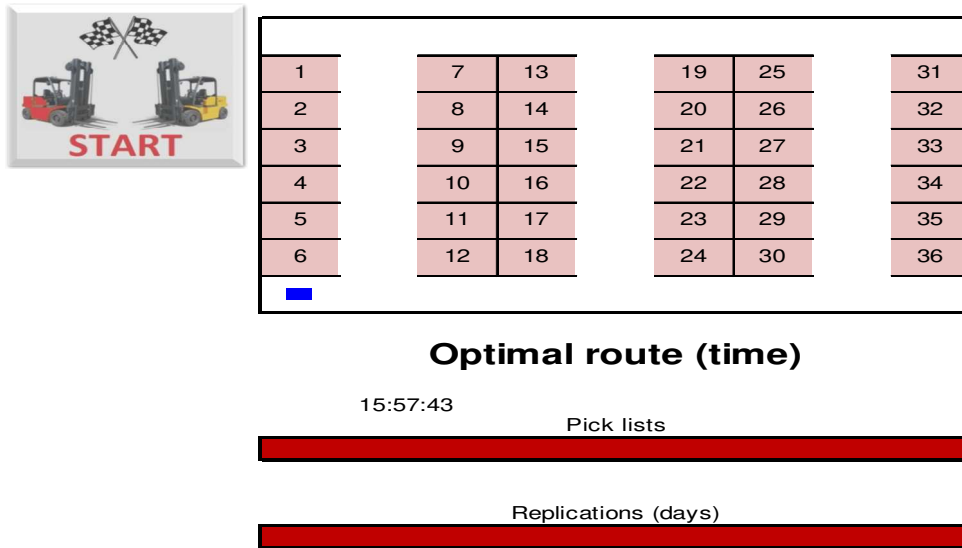 START
1 7 13 19 25 31
2 8 14 20 26 32
3 9 15 21 27 33
4 10 16 22 28 34
5 11 17 23 29 35
6 12 18 24 30 36
Optimal route (time)
15:57:43
Pick lists
Replications (days)